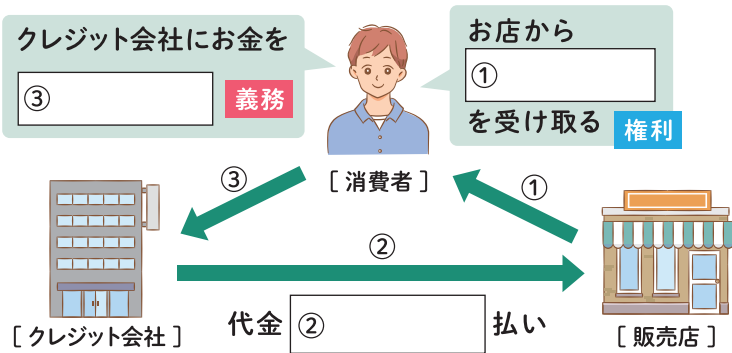 クレジット会社にお金を
③
義務
お店から
①
を受け取る
権利
[ 消費者 ]
③
①
②
[ クレジット会社 ]
代金 ② 払い
[ 販売店 ]